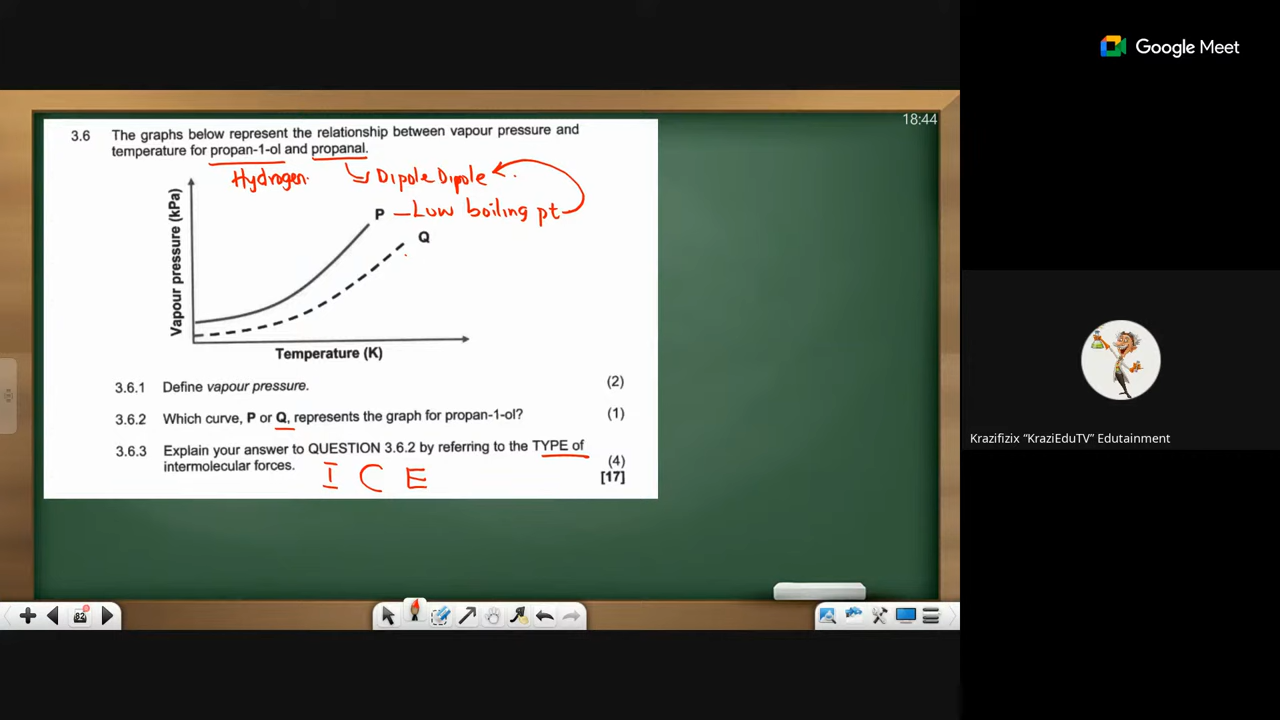 Google Meet
18:44
3.6 The graphs below represent the relationship between vapour pressure and
temperature for propan-1-ol and propanal.
Hydrogen.
Dipole Dipole
P – Low boiling pt
Q
Vapour pressure (kPa)
Temperature (K)
3.6.1 Define vapour pressure. (2)
3.6.2 Which curve, P or Q, represents the graph for propan-1-ol? (1)
3.6.3 Explain your answer to QUESTION 3.6.2 by referring to the TYPE of
intermolecular forces. (4)
I C E
[17]
Krazifizix “KraziEduTV” Edutainment
82